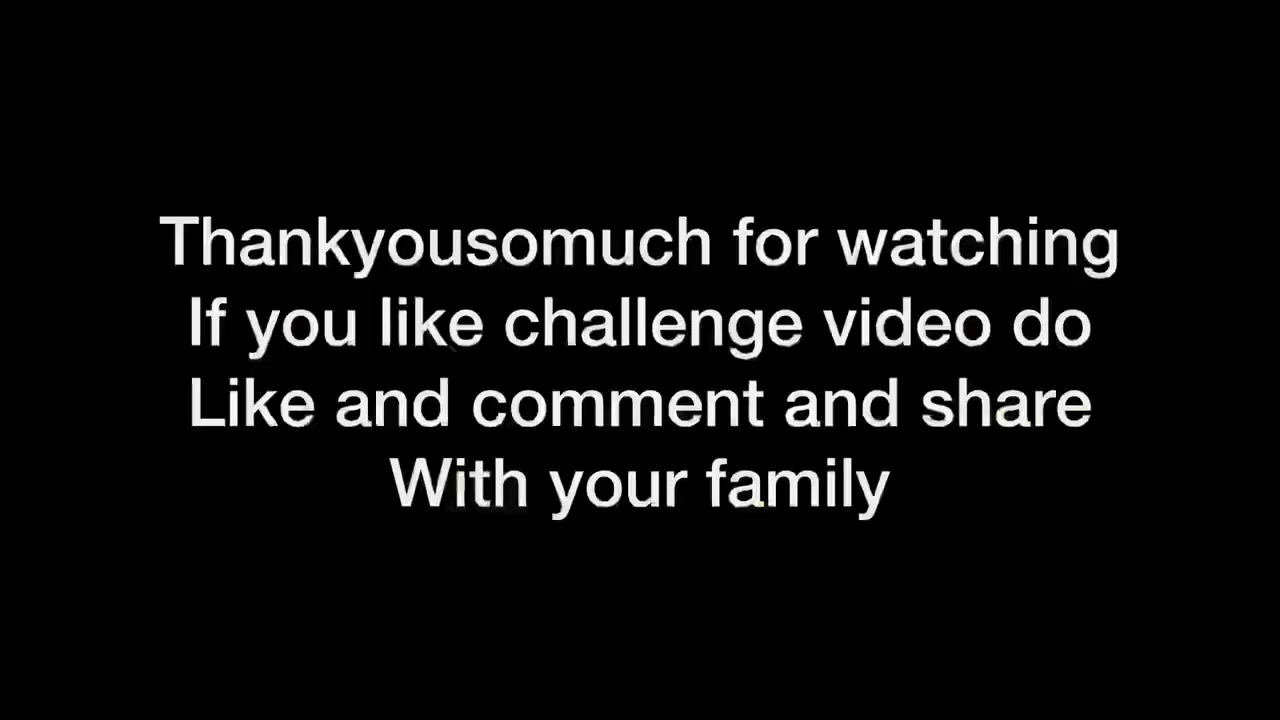 Thankyousomuch for watching
If you like challenge video do
Like and comment and share
With your family